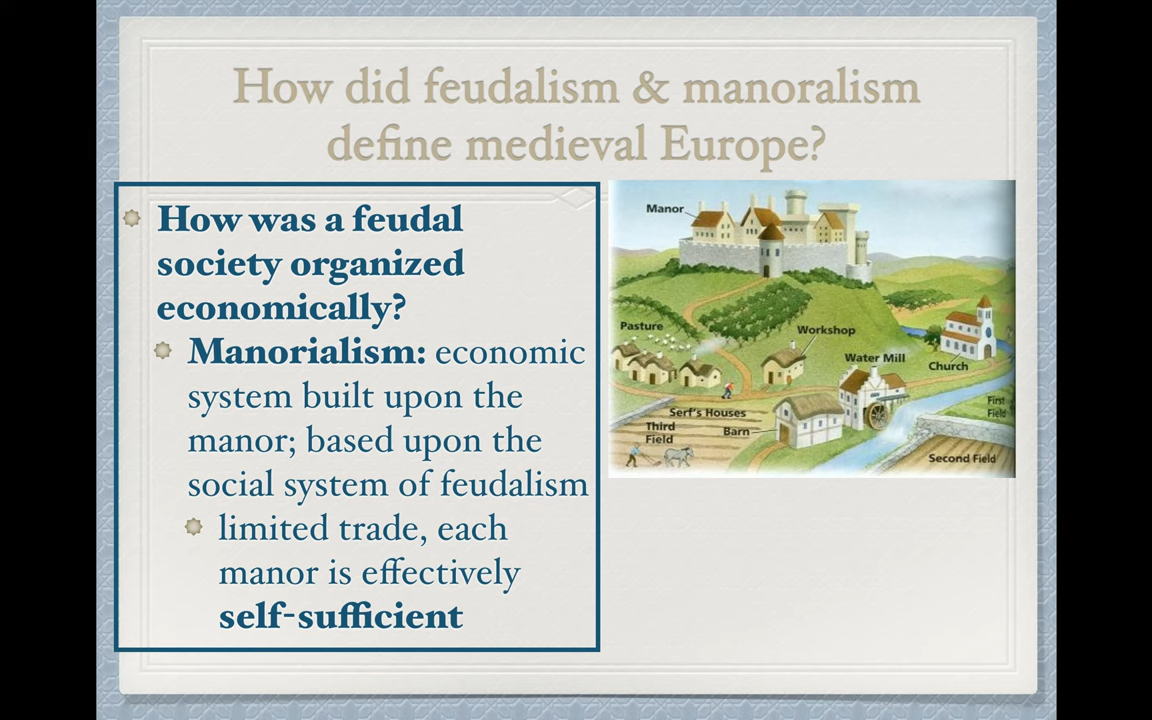 How did feudalism & manoralism
define medieval Europe?
How was a feudal
society organized
economically?
Manorialism: economic
system built upon the
manor; based upon the
social system of feudalism
limited trade, each
manor is effectively
self-sufficient
Manor
Pasture
Workshop
Water Mill
Church
First
Field
Serf's Houses
Third
Field
Barn
Second Field